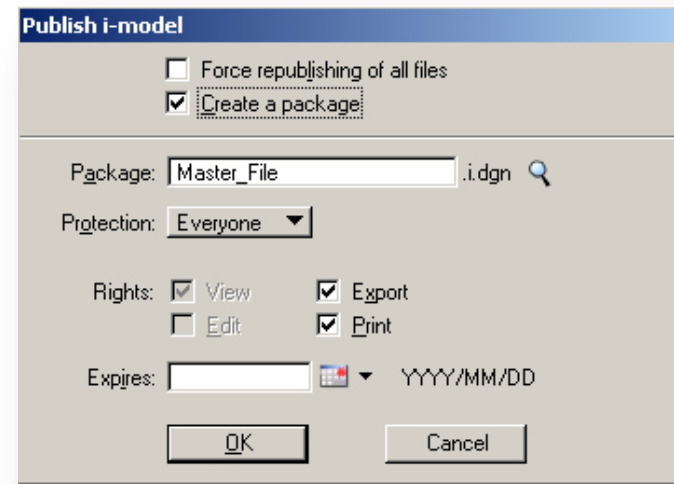 Publish i-model
Force republishing of all files
Create a package
Package: Master_File .i.dgn
Protection: Everyone
Rights: View Export
Edit Print
Expires: YYYY/MM/DD
OK Cancel